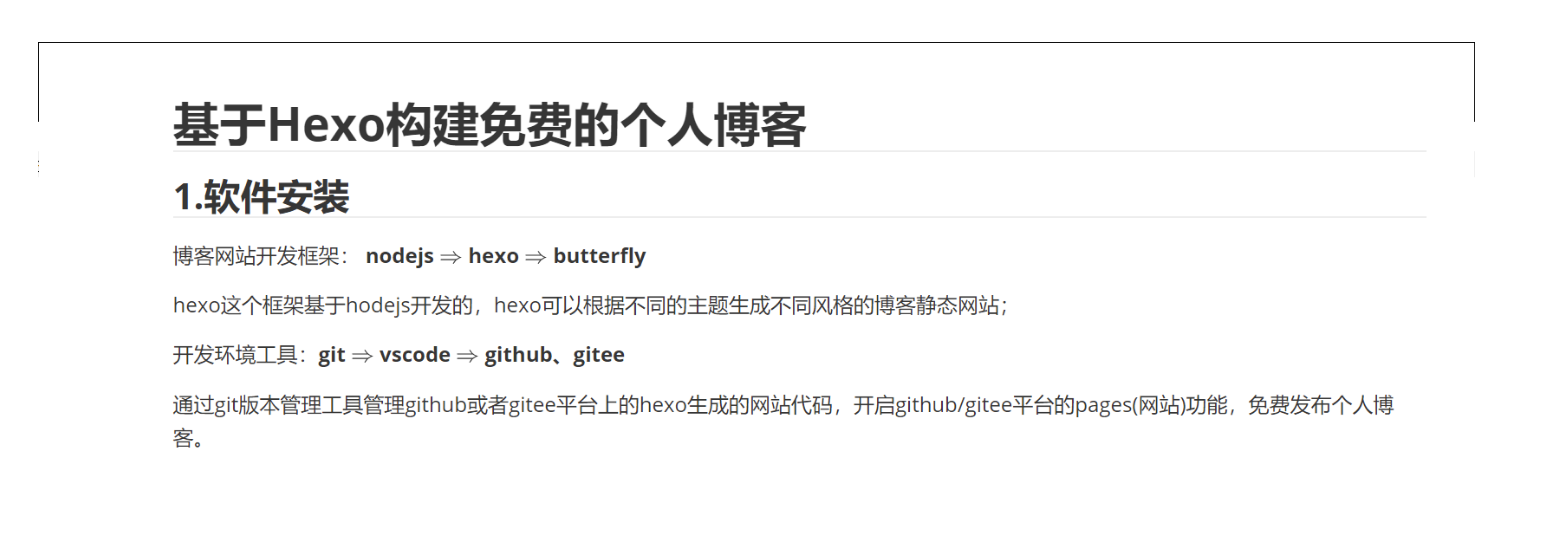 基于Hexo构建免费的个人博客
1.软件安装
博客网站开发框架： nodejs ⇒ hexo ⇒ butterfly
hexo这个框架基于hodejs开发的，hexo可以根据不同的主题生成不同风格的博客静态网站；
开发环境工具：git ⇒ vscode ⇒ github、gitee
通过git版本管理工具管理github或者gitee平台上的hexo生成的网站代码，开启github/gitee平台的pages(网站)功能，免费发布个人博
客。